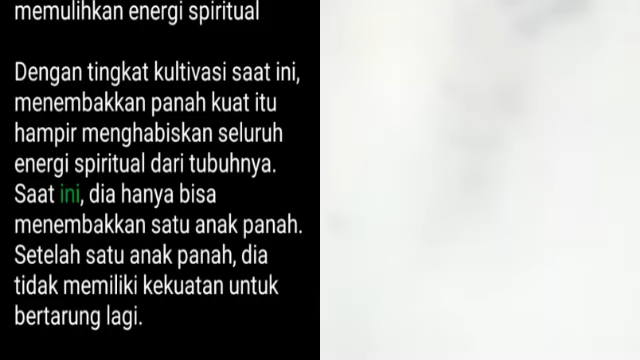 memulihkan energi spiritual
Dengan tingkat kultivasi saat ini,
menembakkan panah kuat itu
hampir menghabiskan seluruh
energi spiritual dari tubuhnya.
Saat ini, dia hanya bisa
menembakkan satu anak panah.
Setelah satu anak panah, dia
tidak memiliki kekuatan untuk
bertarung lagi.